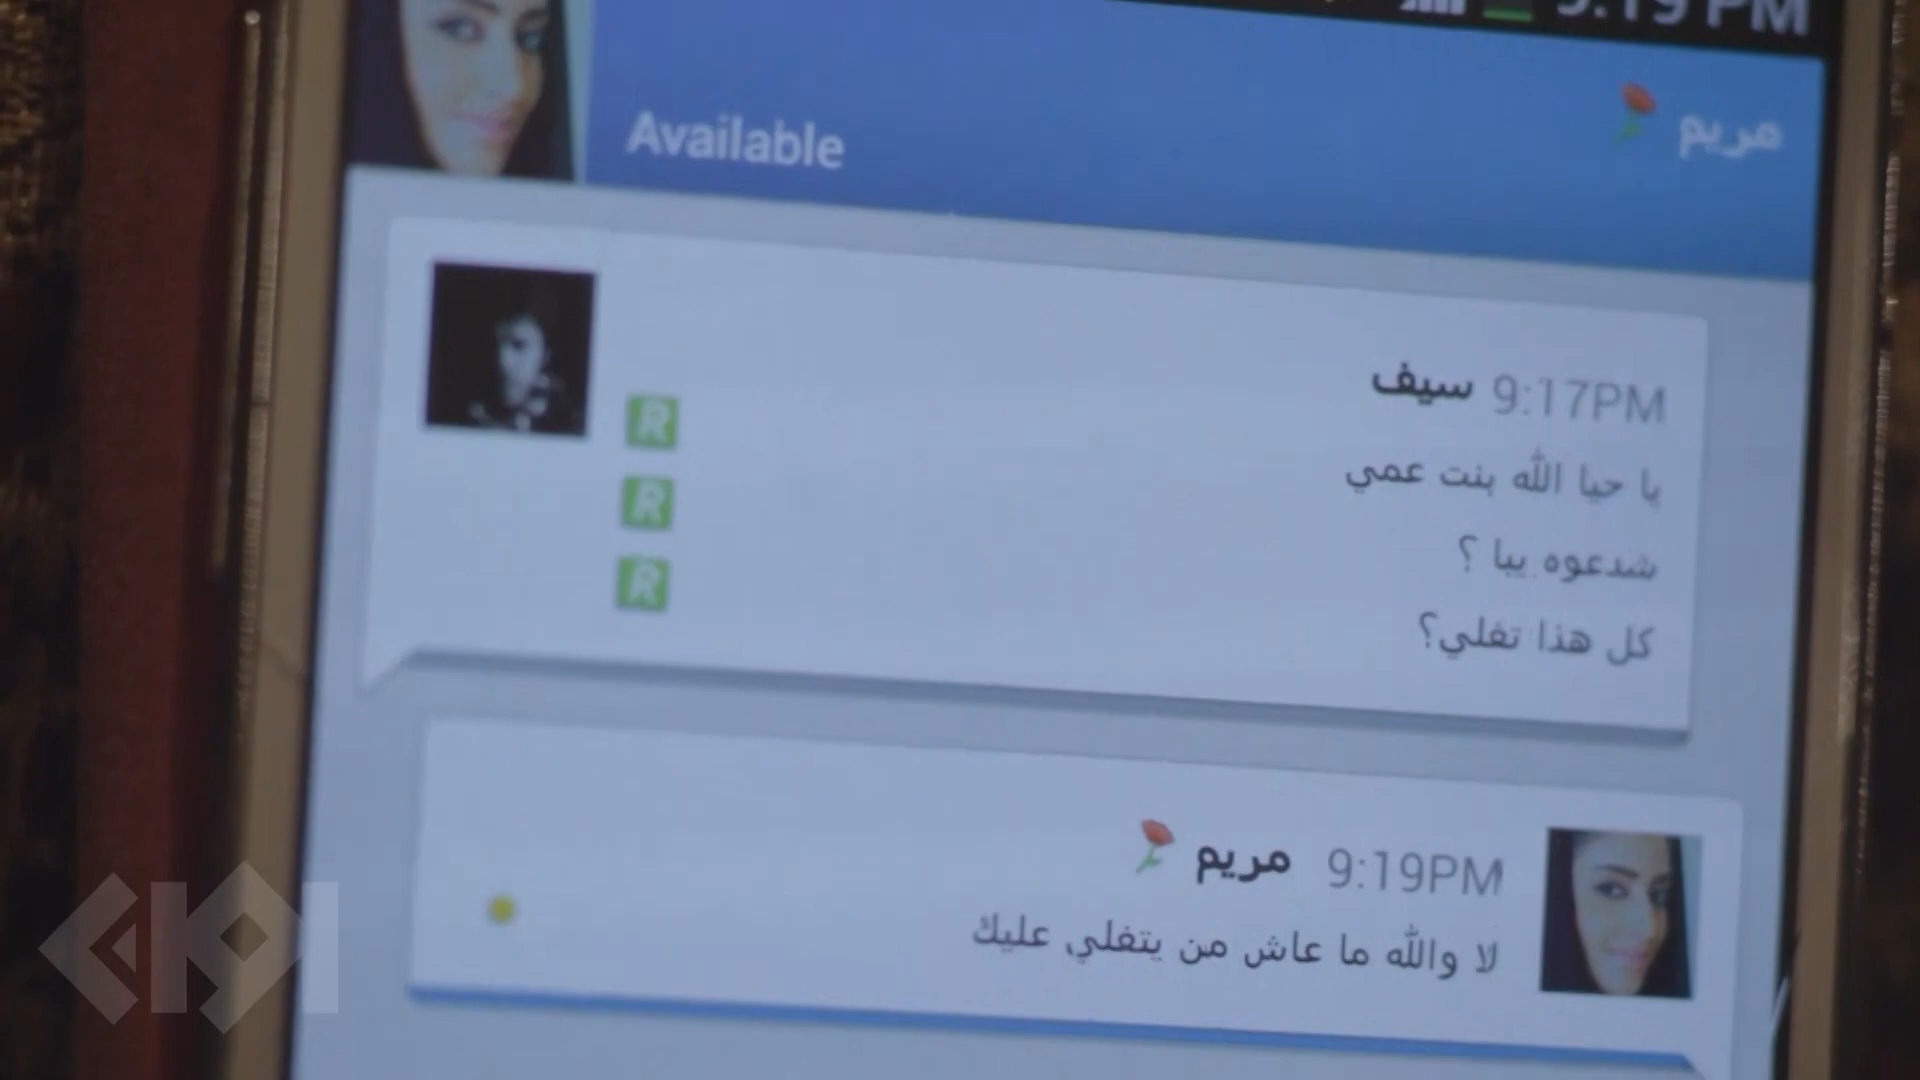 9:19 PM
مريم
Available
سيف 9:17PM
يا حيا الله بنت عمي
شدعوه يبا ؟
كل هذا تغلي؟
R
R
R
مريم 9:19PM
لا والله ما عاش من يتغلي عليك